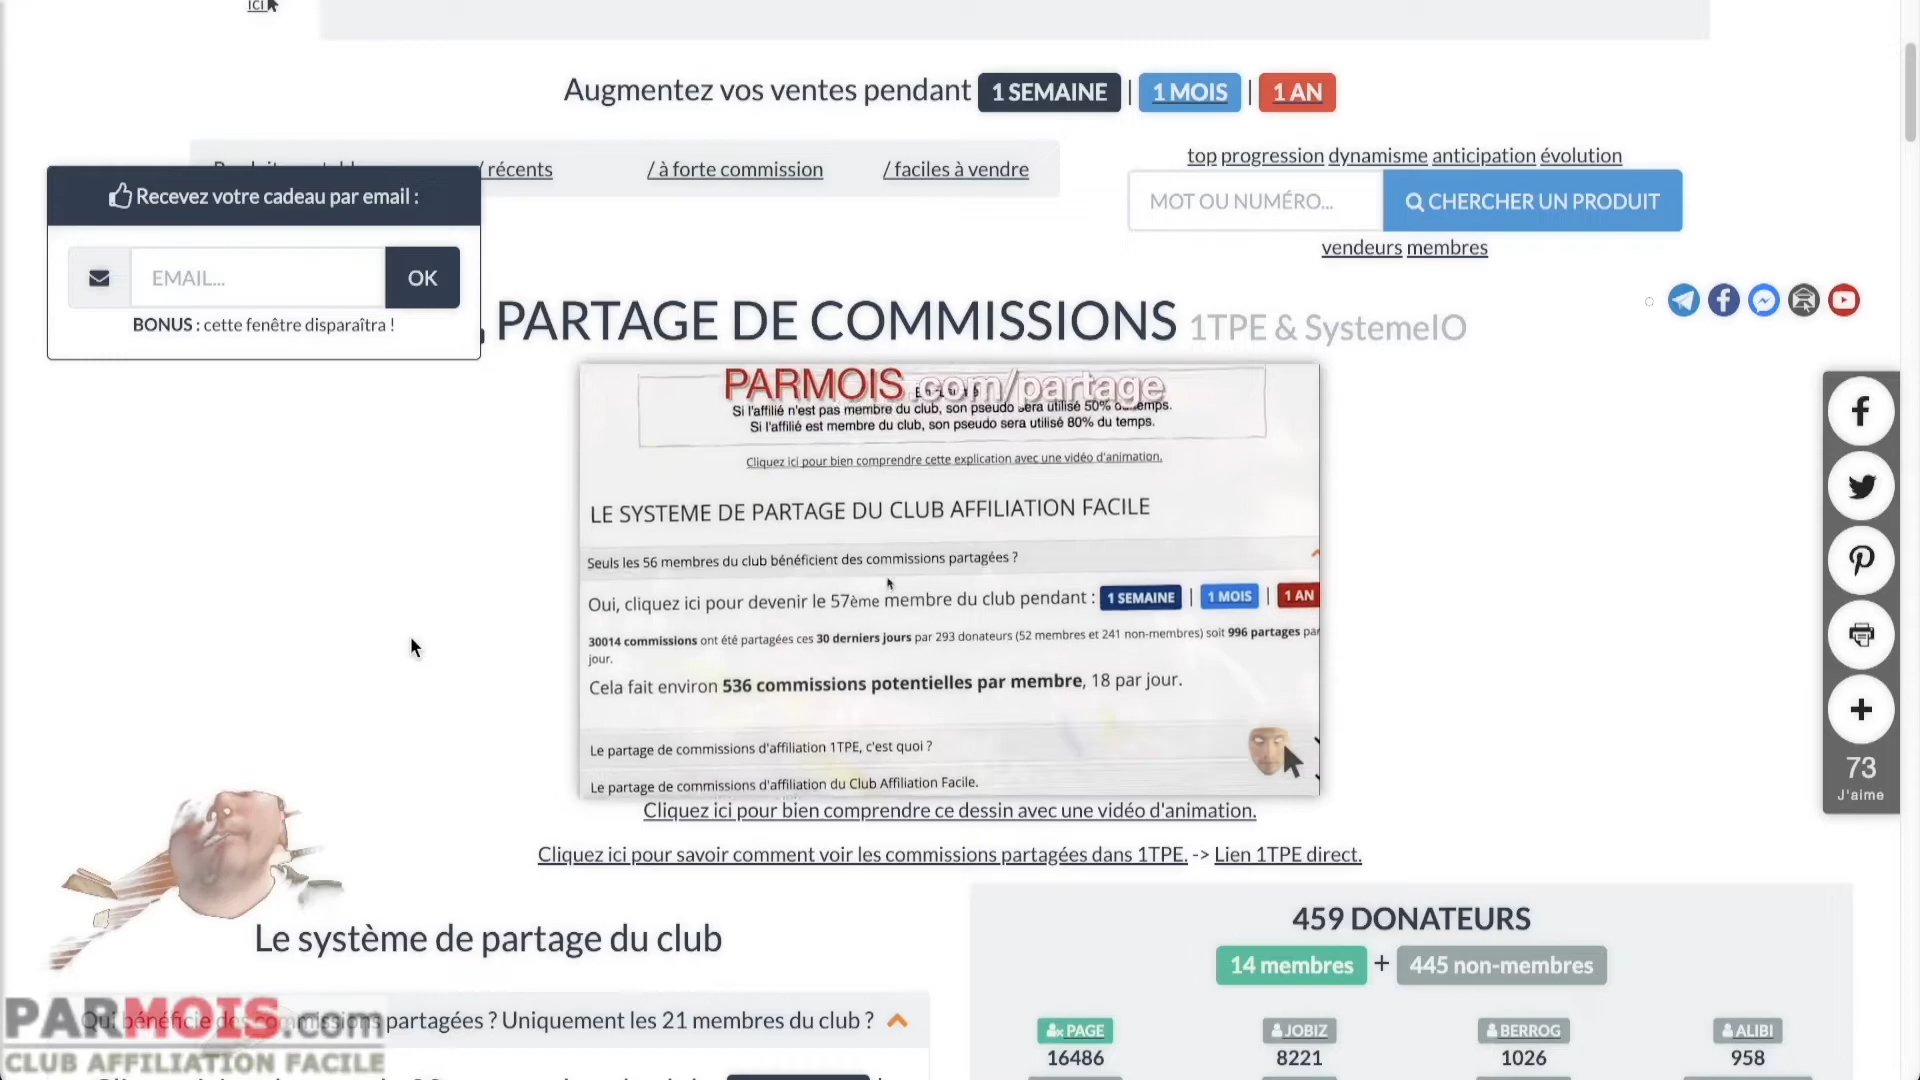 ici
Augmentez vos ventes pendant 1 SEMAINE | 1 MOIS | 1 AN
/ récents / à forte commission / faciles à vendre
top progression dynamisme anticipation évolution
Recevez votre cadeau par email :
MOT OU NUMÉRO... CHERCHER UN PRODUIT
vendeurs membres
EMAIL... OK
BONUS : cette fenêtre disparaîtra !
PARTAGE DE COMMISSIONS 1TPE & SystemeIO
PARMOIS .com/partage
Si l'affilié n'est pas membre du club, son pseudo sera utilisé 50% du temps.
Si l'affilié est membre du club, son pseudo sera utilisé 80% du temps.
Cliquez ici pour bien comprendre cette explication avec une vidéo d'animation.
LE SYSTEME DE PARTAGE DU CLUB AFFILIATION FACILE
Seuls les 56 membres du club bénéficient des commissions partagées ?
Oui, cliquez ici pour devenir le 57ème membre du club pendant : 1 SEMAINE | 1 MOIS | 1 AN
30014 commissions ont été partagées ces 30 derniers jours par 293 donateurs (52 membres et 241 non-membres) soit 996 partages par
jour.
Cela fait environ 536 commissions potentielles par membre, 18 par jour.
Le partage de commissions d'affiliation 1TPE, c'est quoi ?
Le partage de commissions d'affiliation du Club Affiliation Facile.
73
J'aime
Cliquez ici pour bien comprendre ce dessin avec une vidéo d'animation.
Cliquez ici pour savoir comment voir les commissions partagées dans 1TPE. -> Lien 1TPE direct.
Le système de partage du club
459 DONATEURS
14 membres + 445 non-membres
Qui bénéficie des commissions partagées ? Uniquement les 21 membres du club ?
PAGE JOBIZ BERROG ALIBI
16486 8221 1026 958
PARMOIS.com
CLUB AFFILIATION FACILE